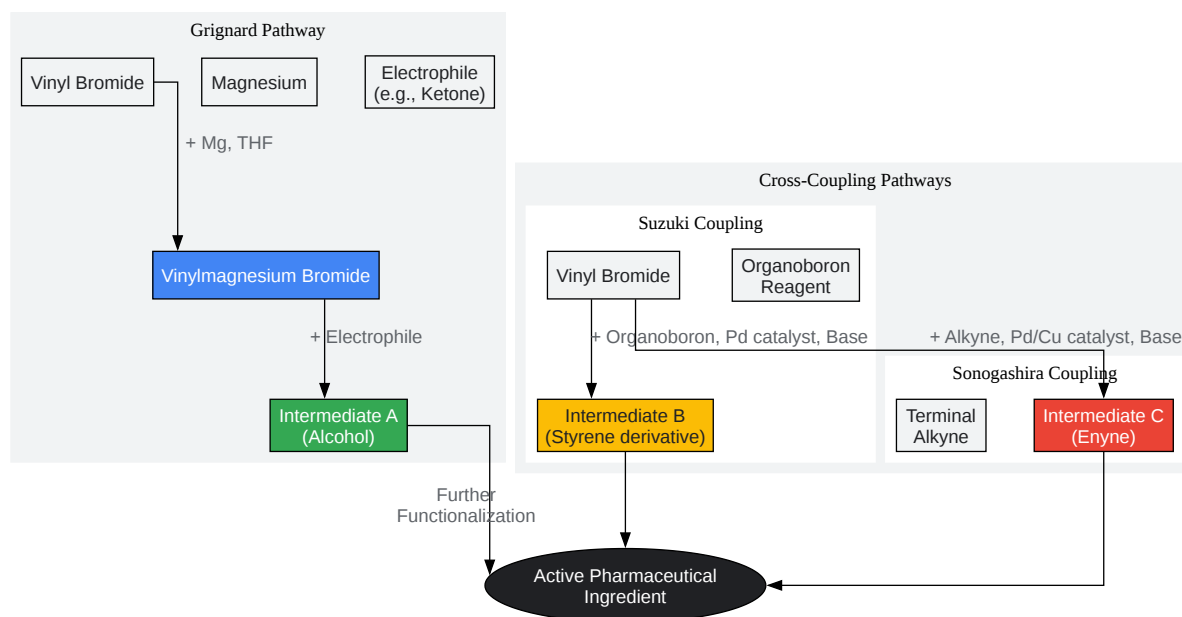 Grignard Pathway
Vinyl Bromide
Magnesium
Electrophile
(e.g., Ketone)
+ Mg, THF
Vinylmagnesium Bromide
+ Electrophile
Intermediate A
(Alcohol)
Further
Functionalization
Cross-Coupling Pathways
Suzuki Coupling
Vinyl Bromide
Organoboron
Reagent
+ Organoboron, Pd catalyst, Base
+ Alkyne, Pd/Cu catalyst, Base
Intermediate B
(Styrene derivative)
Sonogashira Coupling
Terminal
Alkyne
Intermediate C
(Enyne)
Active Pharmaceutical
Ingredient